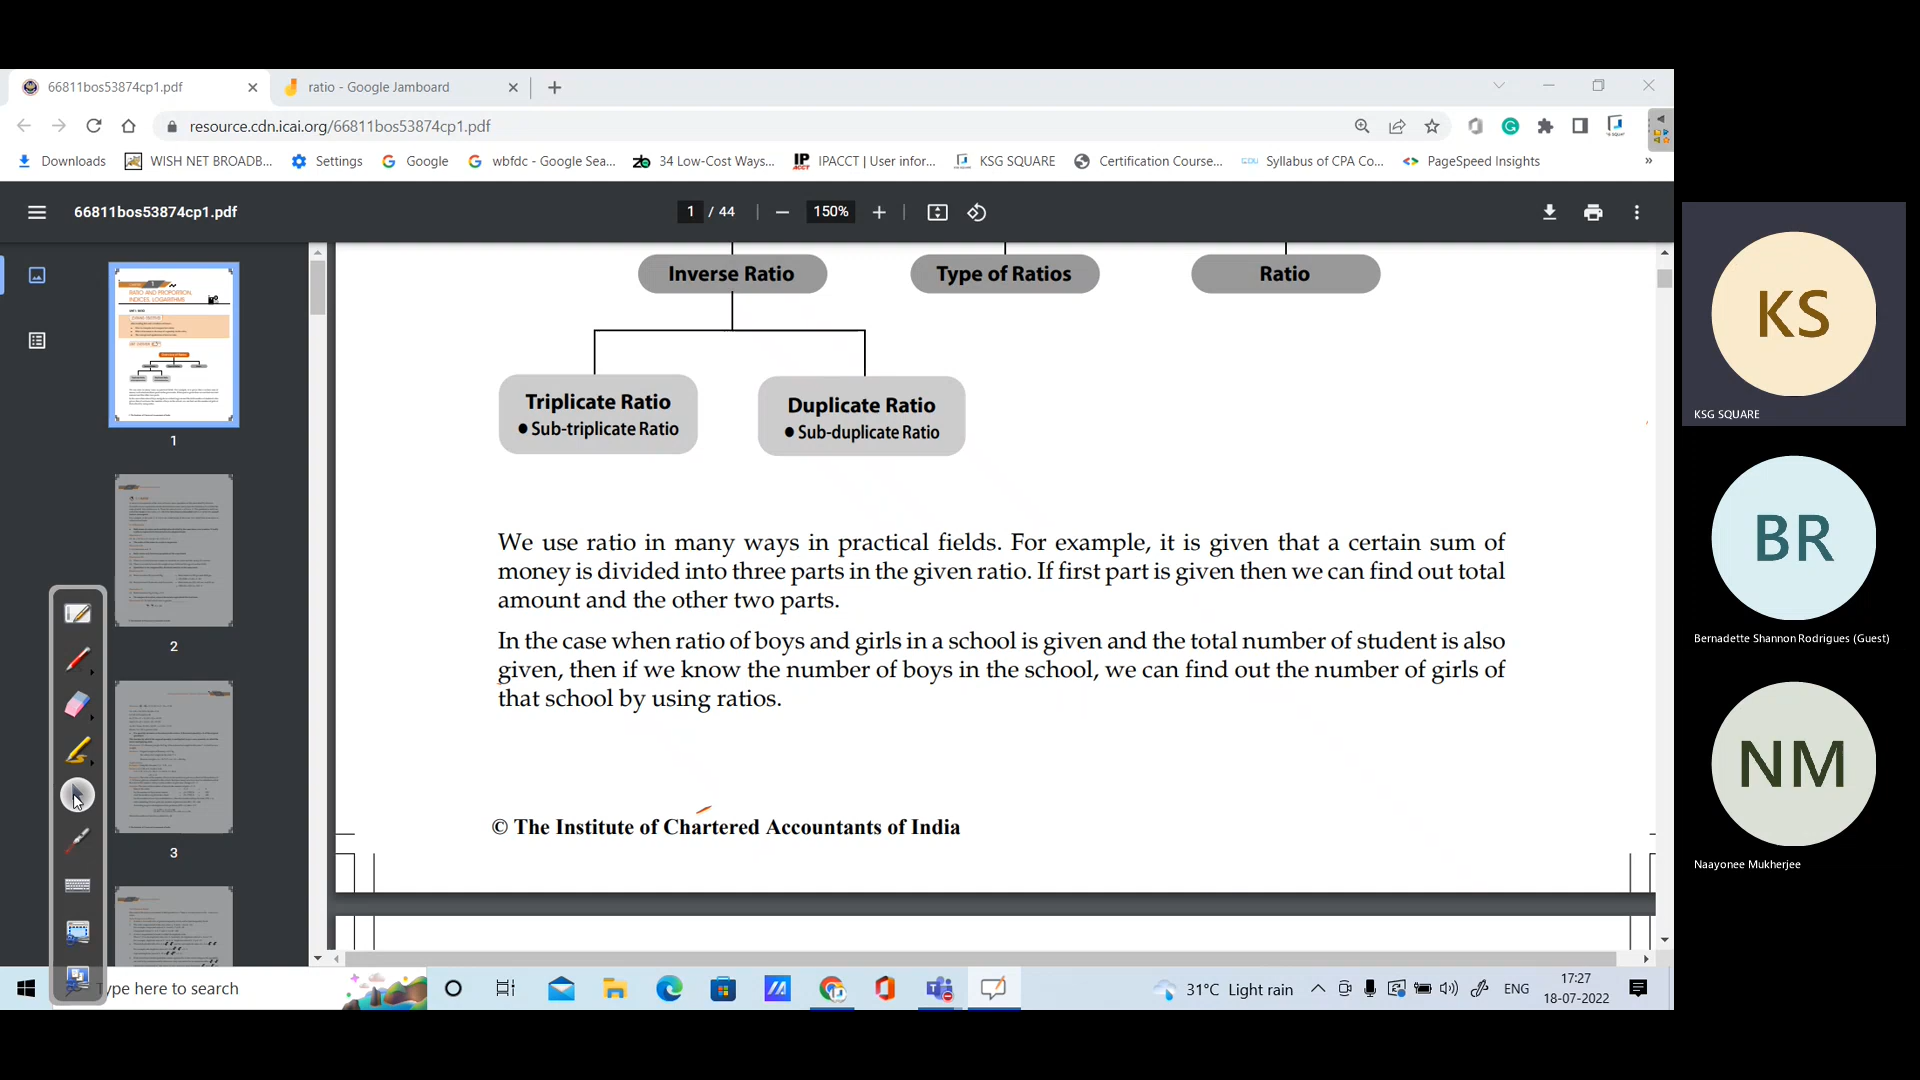 66811bos53874cp1.pdf
ratio - Google Jamboard
resource.cdn.icai.org/66811bos53874cp1.pdf
Downloads
WISH NET BROADB...
Settings
Google
wbfdc - Google Sea...
34 Low-Cost Ways...
IPACCT | User infor...
KSG SQUARE
Certification Course...
Syllabus of CPA Co...
PageSpeed Insights
»
66811bos53874cp1.pdf
1 / 44
150%
RATIO AND PROPORTION,
INDICES, LOGARITHMS
1
2
3
Inverse Ratio
Type of Ratios
Ratio
Triplicate Ratio
● Sub-triplicate Ratio
Duplicate Ratio
● Sub-duplicate Ratio
We use ratio in many ways in practical fields. For example, it is given that a certain sum of
money is divided into three parts in the given ratio. If first part is given then we can find out total
amount and the other two parts.
In the case when ratio of boys and girls in a school is given and the total number of student is also
given, then if we know the number of boys in the school, we can find out the number of girls of
that school by using ratios.
© The Institute of Chartered Accountants of India
KS
KSG SQUARE
BR
Bernadette Shannon Rodrigues (Guest)
NM
Naayonee Mukherjee
ype here to search
31°C Light rain
ENG
17:27
18-07-2022